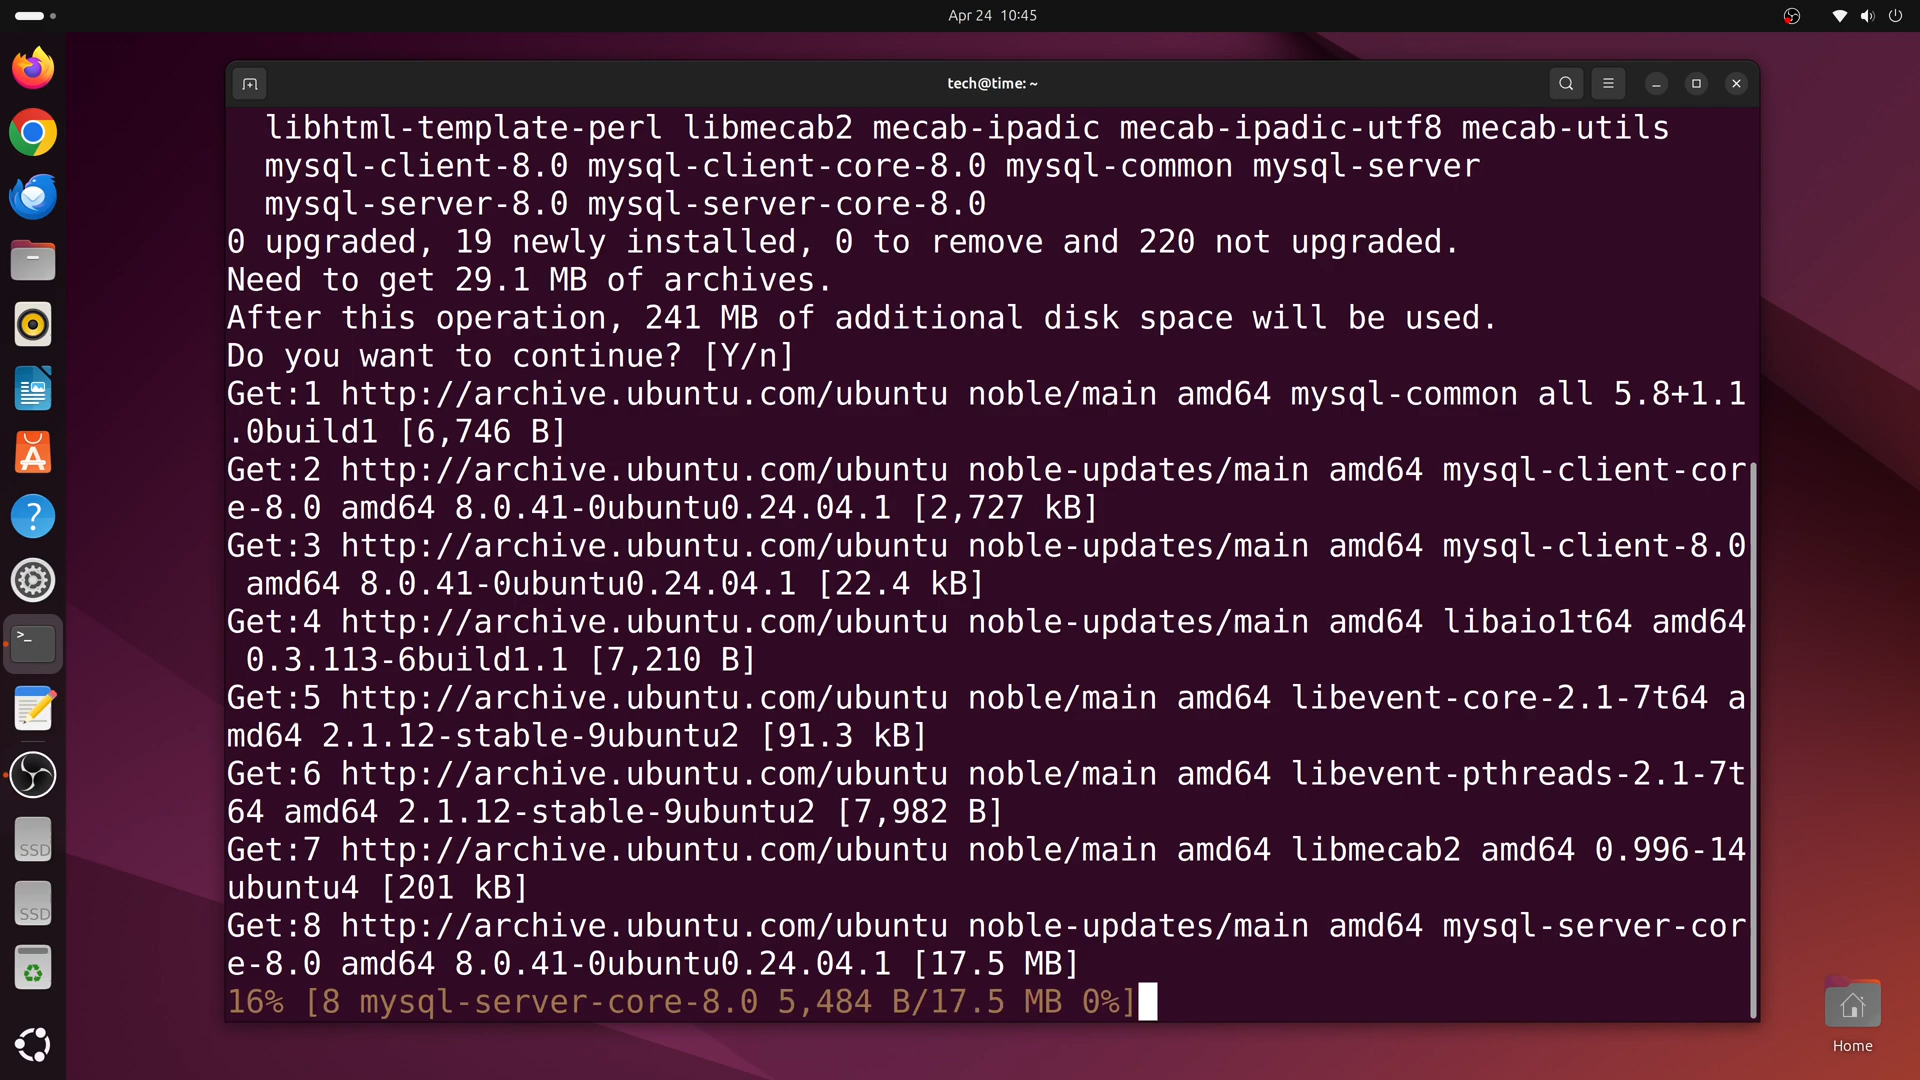 Apr 24 10:45
tech@time: ~
libhtml-template-perl libmecab2 mecab-ipadic mecab-ipadic-utf8 mecab-utils
mysql-client-8.0 mysql-client-core-8.0 mysql-common mysql-server
mysql-server-8.0 mysql-server-core-8.0
0 upgraded, 19 newly installed, 0 to remove and 220 not upgraded.
Need to get 29.1 MB of archives.
After this operation, 241 MB of additional disk space will be used.
Do you want to continue? [Y/n]
Get:1 http://archive.ubuntu.com/ubuntu noble/main amd64 mysql-common all 5.8+1.1
.0build1 [6,746 B]
Get:2 http://archive.ubuntu.com/ubuntu noble-updates/main amd64 mysql-client-cor
e-8.0 amd64 8.0.41-0ubuntu0.24.04.1 [2,727 kB]
Get:3 http://archive.ubuntu.com/ubuntu noble-updates/main amd64 mysql-client-8.0
amd64 8.0.41-0ubuntu0.24.04.1 [22.4 kB]
Get:4 http://archive.ubuntu.com/ubuntu noble-updates/main amd64 libaio1t64 amd64
0.3.113-6build1.1 [7,210 B]
Get:5 http://archive.ubuntu.com/ubuntu noble/main amd64 libevent-core-2.1-7t64 a
md64 2.1.12-stable-9ubuntu2 [91.3 kB]
Get:6 http://archive.ubuntu.com/ubuntu noble/main amd64 libevent-pthreads-2.1-7t
64 amd64 2.1.12-stable-9ubuntu2 [7,982 B]
Get:7 http://archive.ubuntu.com/ubuntu noble/main amd64 libmecab2 amd64 0.996-14
ubuntu4 [201 kB]
Get:8 http://archive.ubuntu.com/ubuntu noble-updates/main amd64 mysql-server-cor
e-8.0 amd64 8.0.41-0ubuntu0.24.04.1 [17.5 MB]
16% [8 mysql-server-core-8.0 5,484 B/17.5 MB 0%]
SSD
SSD
Home